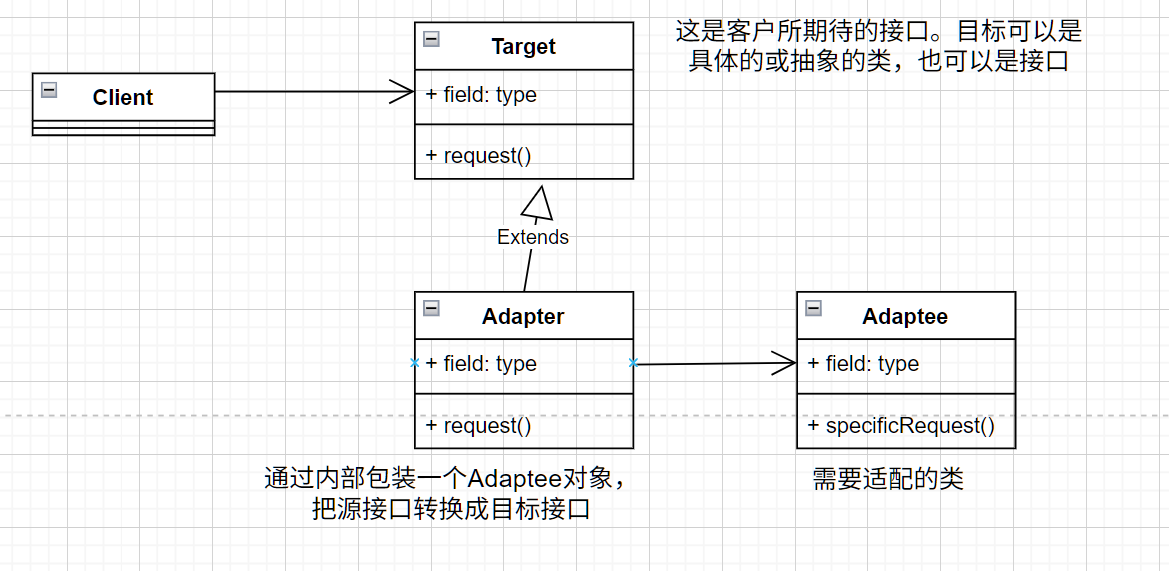 Target
+ field: type
+ request()
这是客户所期待的接口。目标可以是
具体的或抽象的类，也可以是接口
Client
Extends
Adapter
+ field: type
+ request()
Adaptee
+ field: type
+ specificRequest()
通过内部包装一个Adaptee对象，
把源接口转换成目标接口
需要适配的类